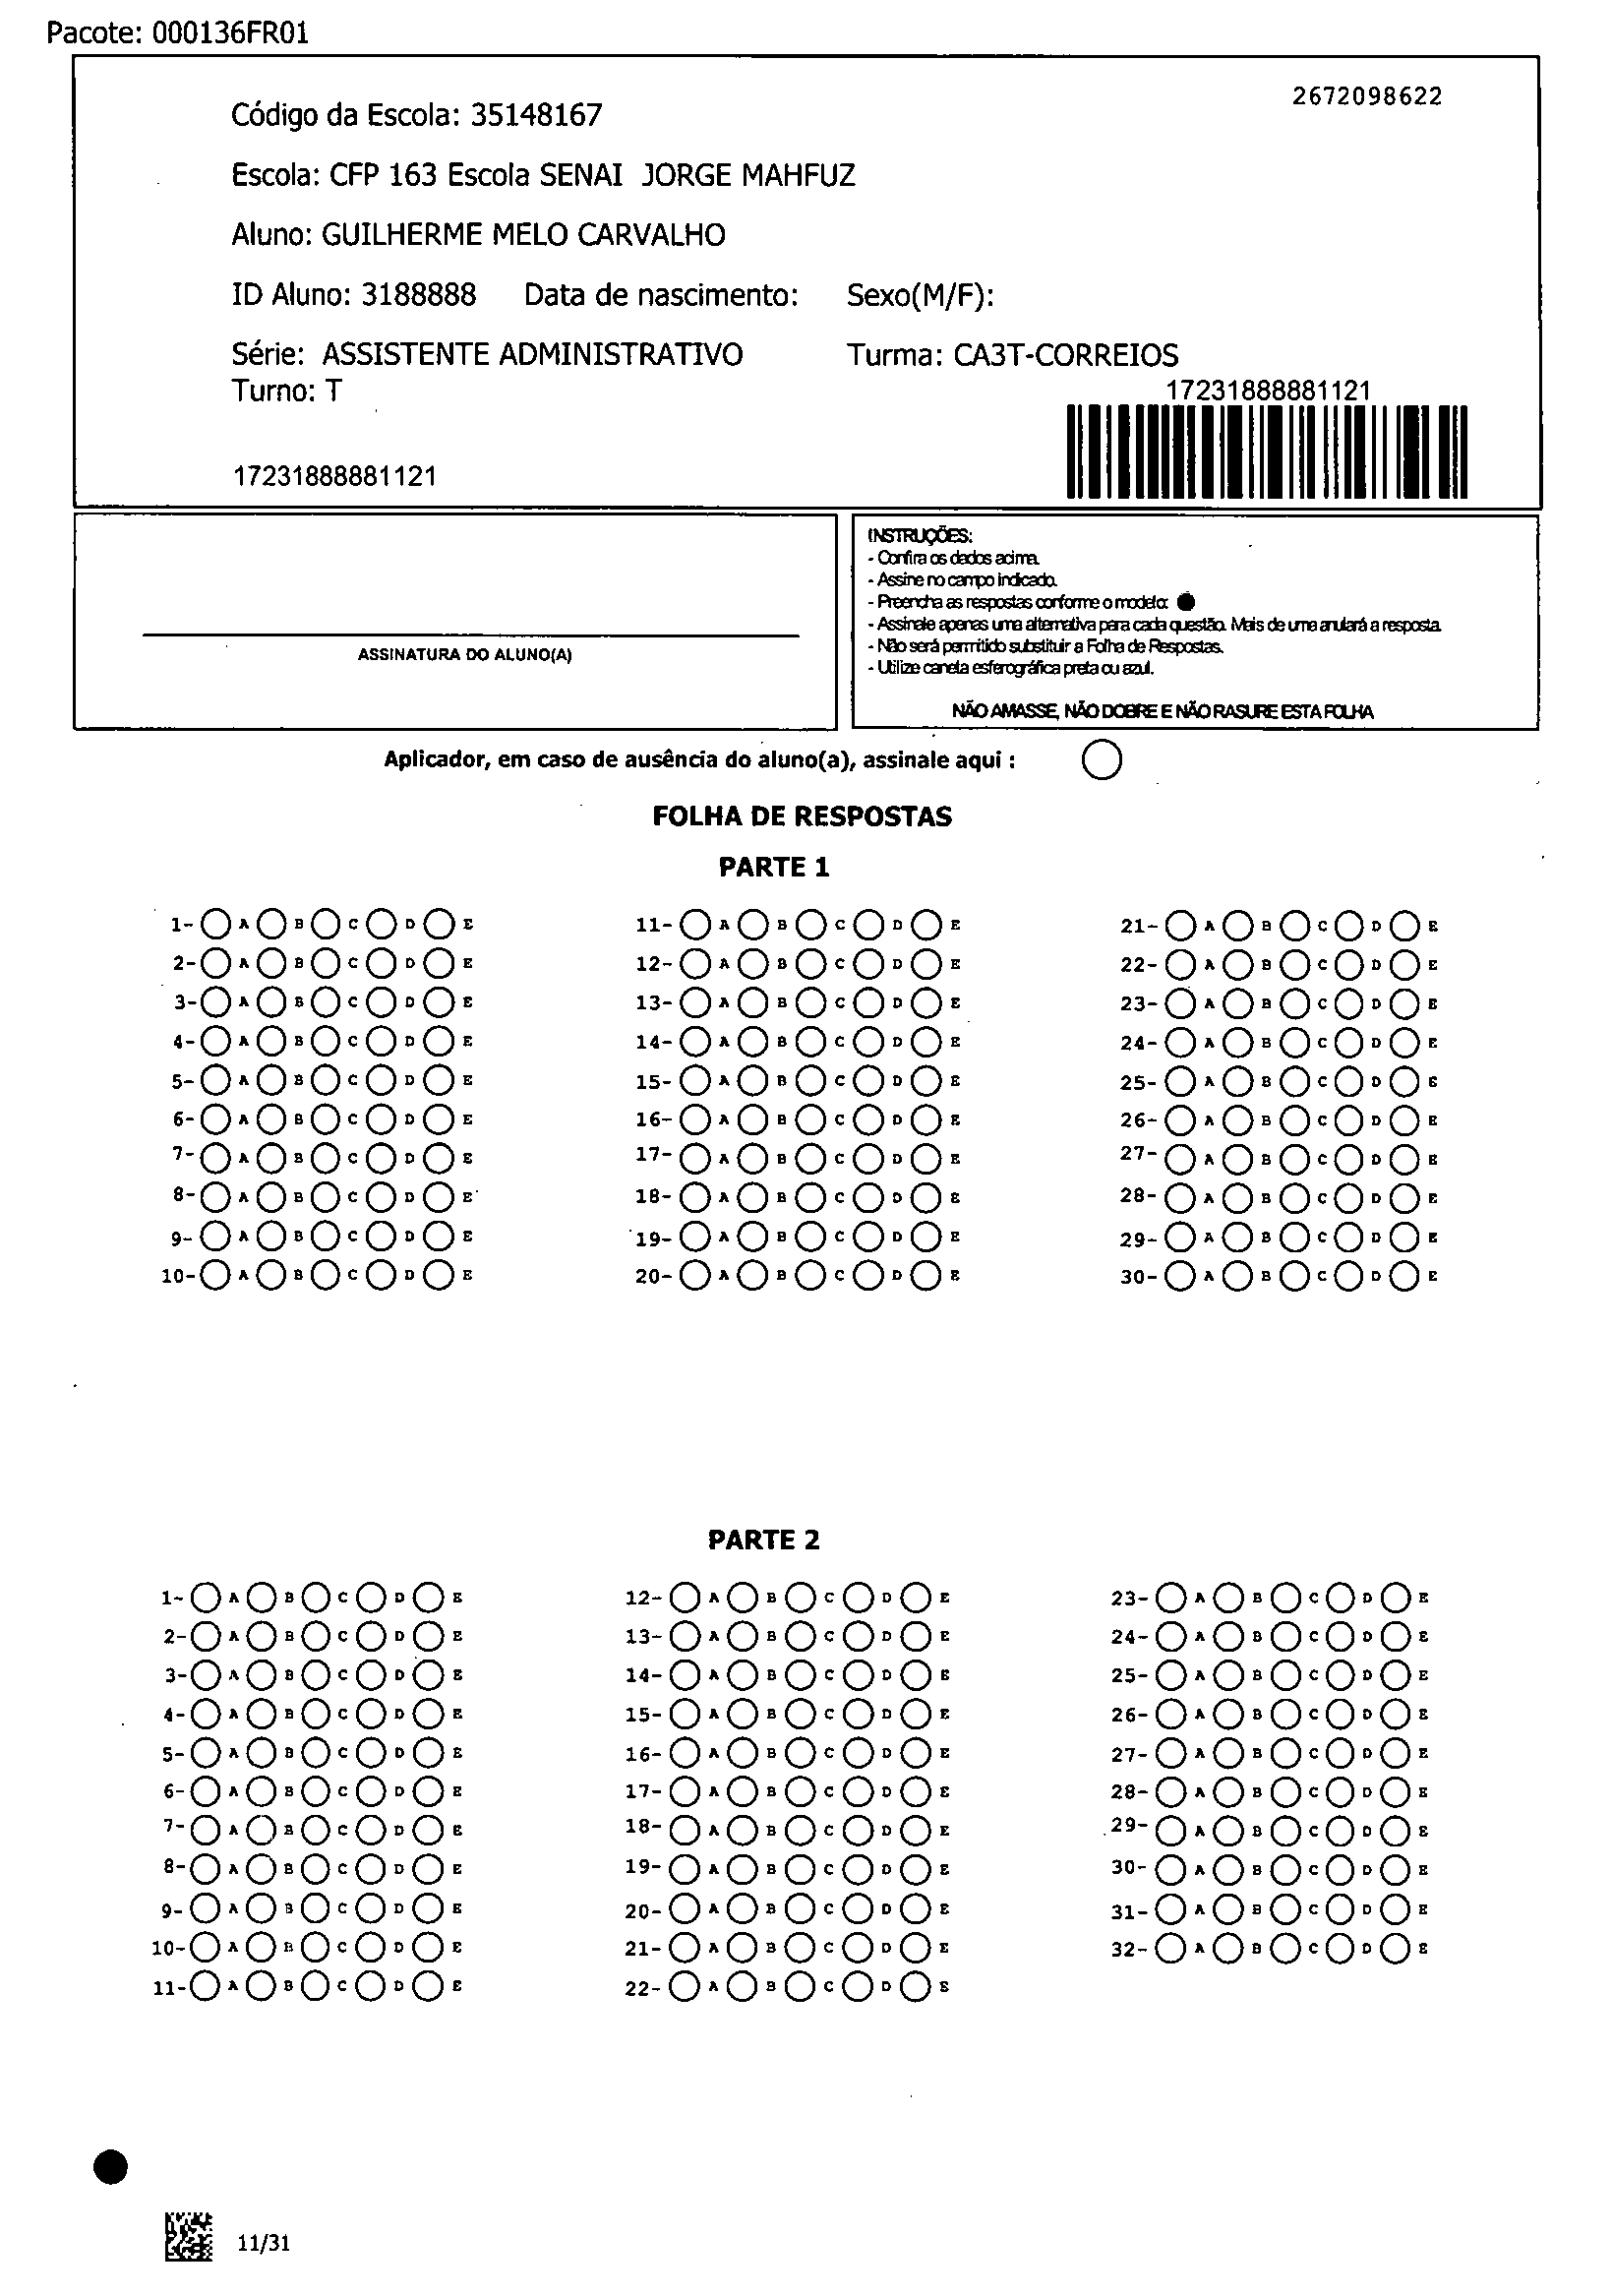 Pacote: 000136FR01
2672098622
Código da Escola: 35148167
Escola: CFP 163 Escola SENAI JORGE MAHFUZ
Aluno: GUILHERME MELO CARVALHO
ID Aluno: 3188888 Data de nascimento: Sexo(M/F):
Série: ASSISTENTE ADMINISTRATIVO Turma: CA3T-CORREIOS
Turno: T
17231888881121
17231888881121
ASSINATURA DO ALUNO(A)
INSTRUÇÕES:
- Confira os dados acima.
- Assine no campo indicado.
- Preencha as respostas conforme o modelo:
- Assinale apenas uma alternativa para cada questão. Mais de uma anulará a resposta.
- Não será permitido substituir a Folha de Respostas.
- Utilize caneta esferográfica preta ou azul.
NÃO AMASSE, NÃO DOBRE E NÃO RASURE ESTA FOLHA
Aplicador, em caso de ausência do aluno(a), assinale aqui :
FOLHA DE RESPOSTAS
PARTE 1
1- A B C D E 11- A B C D E 21- A B C D E
2- A B C D E 12- A B C D E 22- A B C D E
3- A B C D E 13- A B C D E 23- A B C D E
4- A B C D E 14- A B C D E 24- A B C D E
5- A B C D E 15- A B C D E 25- A B C D E
6- A B C D E 16- A B C D E 26- A B C D E
7- A B C D E 17- A B C D E 27- A B C D E
8- A B C D E 18- A B C D E 28- A B C D E
9- A B C D E 19- A B C D E 29- A B C D E
10- A B C D E 20- A B C D E 30- A B C D E
PARTE 2
1- A B C D E 12- A B C D E 23- A B C D E
2- A B C D E 13- A B C D E 24- A B C D E
3- A B C D E 14- A B C D E 25- A B C D E
4- A B C D E 15- A B C D E 26- A B C D E
5- A B C D E 16- A B C D E 27- A B C D E
6- A B C D E 17- A B C D E 28- A B C D E
7- A B C D E 18- A B C D E 29- A B C D E
8- A B C D E 19- A B C D E 30- A B C D E
9- A B C D E 20- A B C D E 31- A B C D E
10- A B C D E 21- A B C D E 32- A B C D E
11- A B C D E 22- A B C D E
11/31